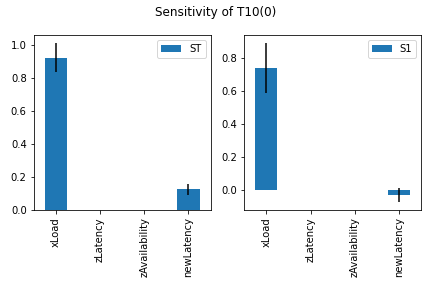 Sensitivity of T10(0)
ST
1.0
0.8
0.6
0.4
0.2
0.0
xLoad
zLatency
zAvailability
newLatency
S1
0.8
0.6
0.4
0.2
0.0
xLoad
zLatency
zAvailability
newLatency